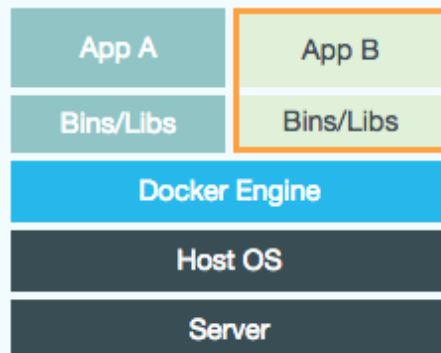 App A
App B
Bins/Libs
Bins/Libs
Docker Engine
Host OS
Server